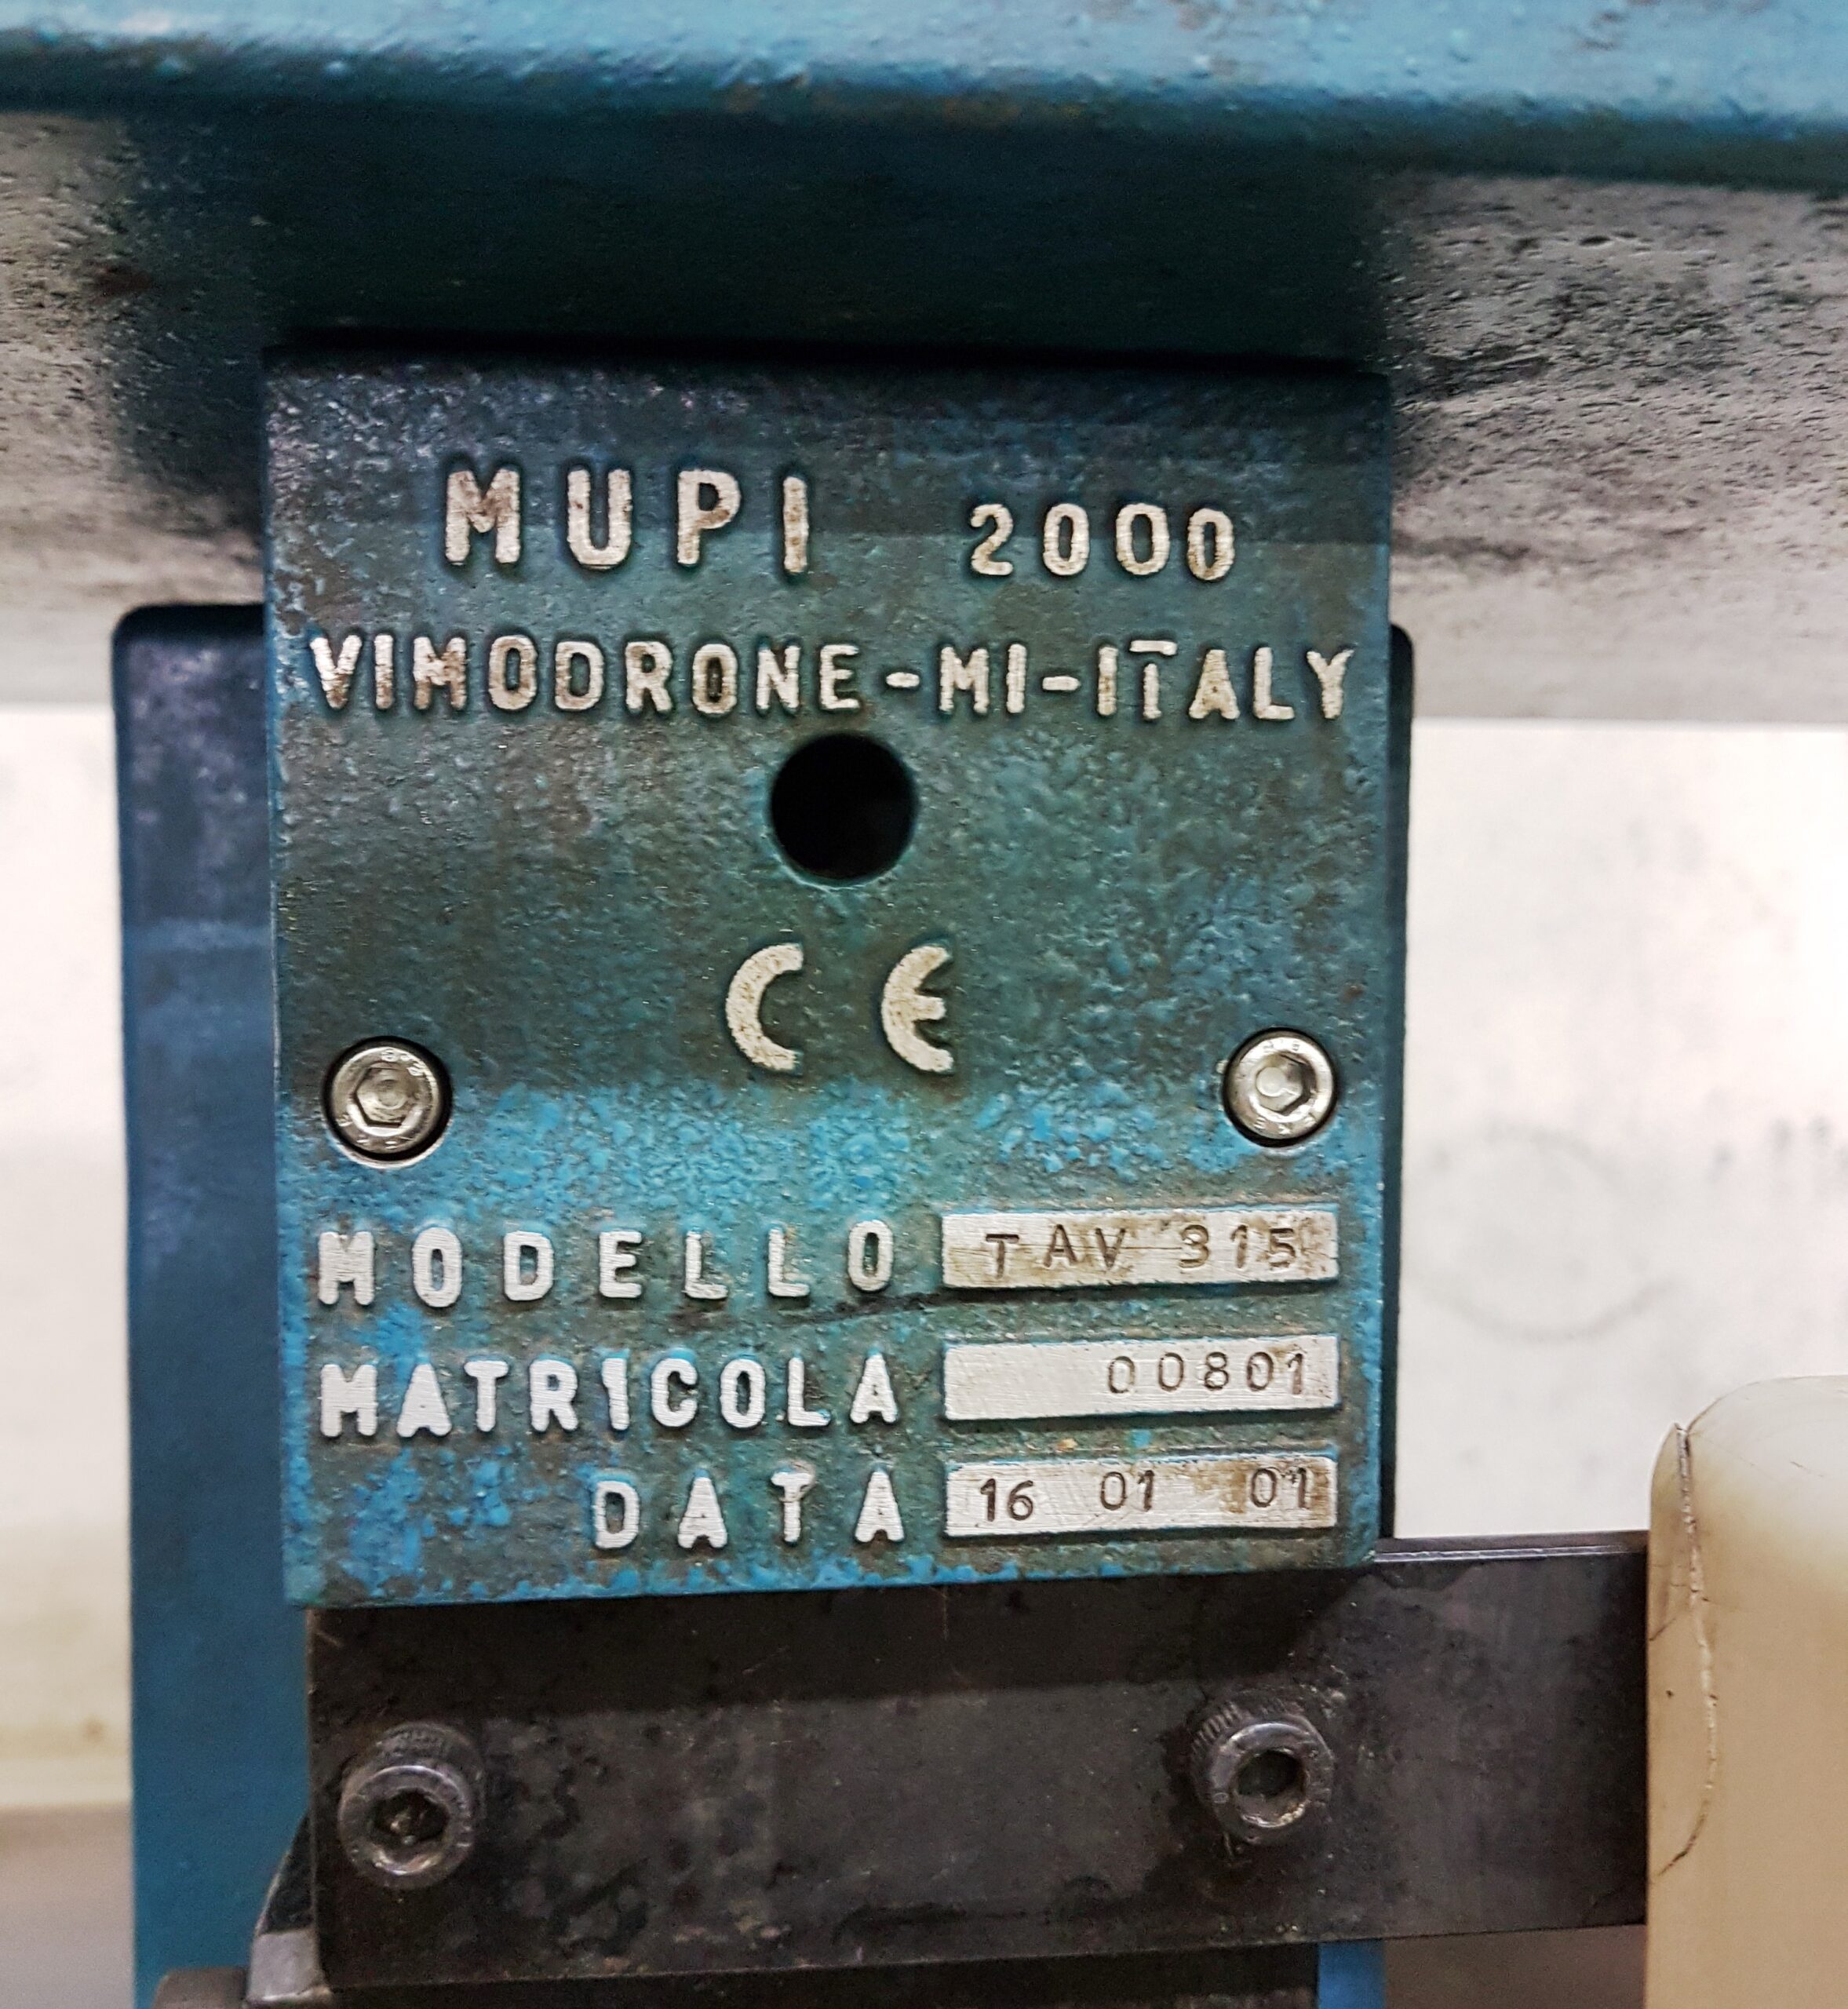 MUPI 2000
VIMODRONE-MI-ITALY
CE
MODELLO TAV 315
MATRICOLA 00801
DATA 16 01 01